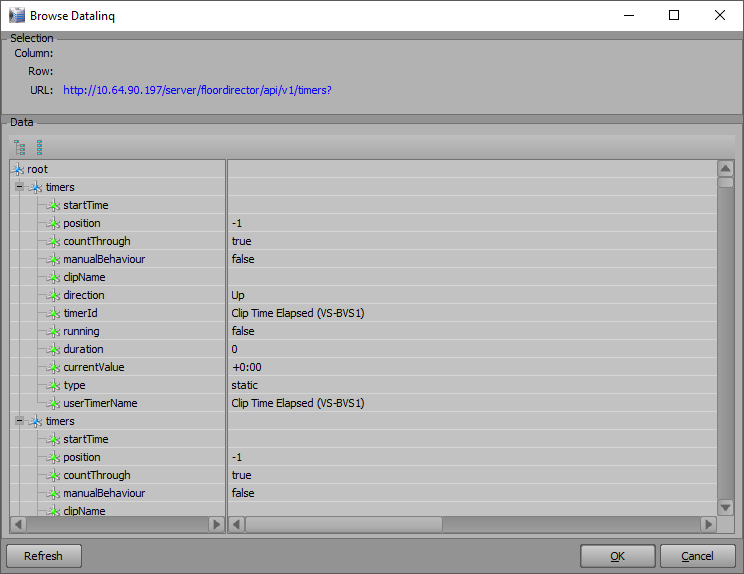 Browse Datalinq
Selection
Column:
Row:
URL: http://10.64.90.197/server/floordirector/api/v1/timers?
Data
root
timers
startTime
position -1
countThrough true
manualBehaviour false
clipName
direction Up
timerId Clip Time Elapsed (VS-BVS1)
running false
duration 0
currentValue +0:00
type static
userTimerName Clip Time Elapsed (VS-BVS1)
timers
startTime
position -1
countThrough true
manualBehaviour false
clipName
Refresh OK Cancel